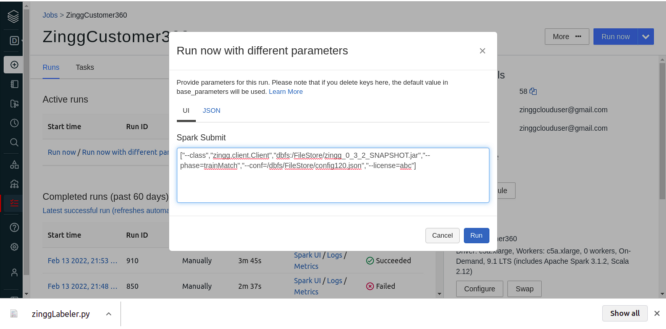 Jobs > ZinggCustomer360
ZinggCustomer3
More
Run now
Runs
Tasks
Active runs
Start time
Run ID
Run now / Run now with different par
Completed runs (past 60 days)
Latest successful run (refreshes automa
Start time
Run ID
Feb 13 2022, 21:53 ...
910
Manually
3m 45s
Spark UI / Logs /
Metrics
Succeeded
Feb 13 2022, 21:48 ...
850
Manually
2m 37s
Spark UI / Logs /
Metrics
Failed
Run now with different parameters
Provide parameters for this run. Please note that if you delete keys here, the default value in
base_parameters will be used. Learn More
UI
JSON
Spark Submit
["--class","zingg.client.Client","dbfs:/FileStore/zingg_0_3_2_SNAPSHOT.jar","--
phase=trainMatch","--conf=/dbfs/FileStore/config120.json","--license=abc"]
Cancel
Run
ls
58
zinggclouduser@gmail.com
zinggclouduser@gmail.com
ule
er360
Driver: c5a.xlarge, Workers: c5a.xlarge, 0 workers, On-
Demand, 9.1 LTS (includes Apache Spark 3.1.2, Scala
2.12)
Configure
Swap
zinggLabeler.py
Show all